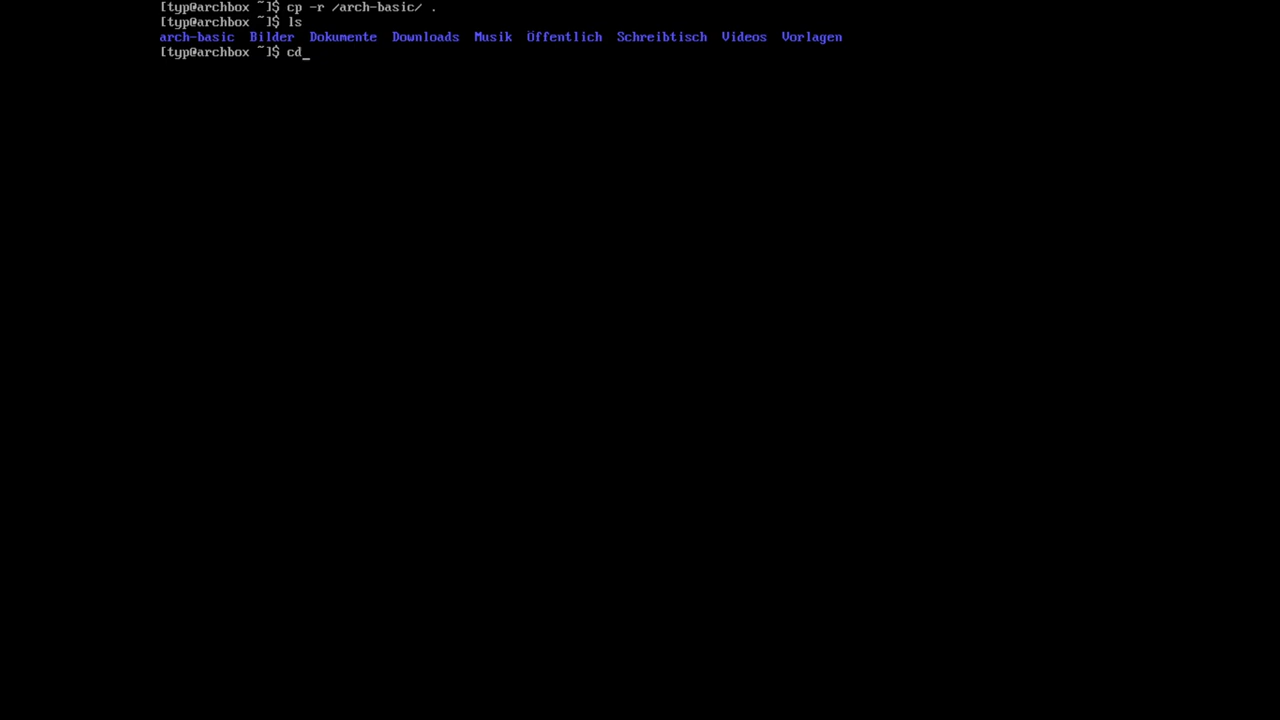 [typ@archbox ~]$ cp -r /arch-basic/ .
[typ@archbox ~]$ ls
arch-basic  Bilder  Dokumente  Downloads  Musik  Öffentlich  Schreibtisch  Videos  Vorlagen
[typ@archbox ~]$ cd_